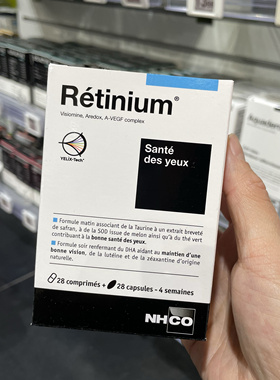 Rétinium®
Visiomine, Aredox, A-VEGF complex
YELIX-Tech®
Santé
des yeux
Formule matin associant de la Taurine à un extrait breveté
de safran, à de la SOD issue de melon ainsi qu'à du thé vert
contribuant à la bonne santé des yeux.
Formule soir renfermant du DHA aidant au maintien d'une
bonne vision, de la lutéine et de la zéaxantine d'origine
naturelle.
28 comprimés + 28 capsules - 4 semaines
NHCO